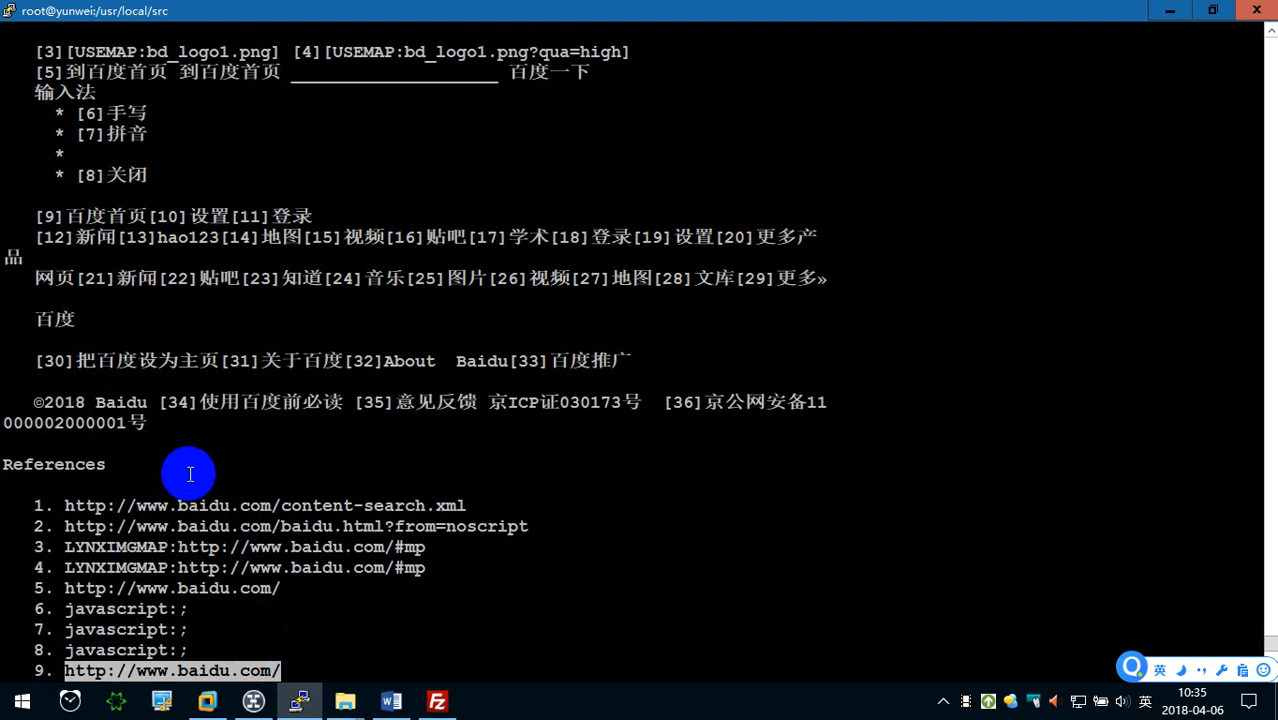 root@yunwei:/usr/local/src
[3][USEMAP:bd_logo1.png] [4][USEMAP:bd_logo1.png?qua=high]
[5]到百度首页 到百度首页 ____________________ 百度一下
输入法
* [6]手写
* [7]拼音
*
* [8]关闭
[9]百度首页[10]设置[11]登录
[12]新闻[13]hao123[14]地图[15]视频[16]贴吧[17]学术[18]登录[19]设置[20]更多产
品
网页[21]新闻[22]贴吧[23]知道[24]音乐[25]图片[26]视频[27]地图[28]文库[29]更多»
百度
[30]把百度设为主页[31]关于百度[32]About  Baidu[33]百度推广
©2018 Baidu [34]使用百度前必读 [35]意见反馈 京ICP证030173号  [36]京公网安备11
000002000001号
References
1. http://www.baidu.com/content-search.xml
2. http://www.baidu.com/baidu.html?from=noscript
3. LYNXIMGMAP:http://www.baidu.com/#mp
4. LYNXIMGMAP:http://www.baidu.com/#mp
5. http://www.baidu.com/
6. javascript:;
7. javascript:;
8. javascript:;
9. http://www.baidu.com/
英
英
10:35
2018-04-06